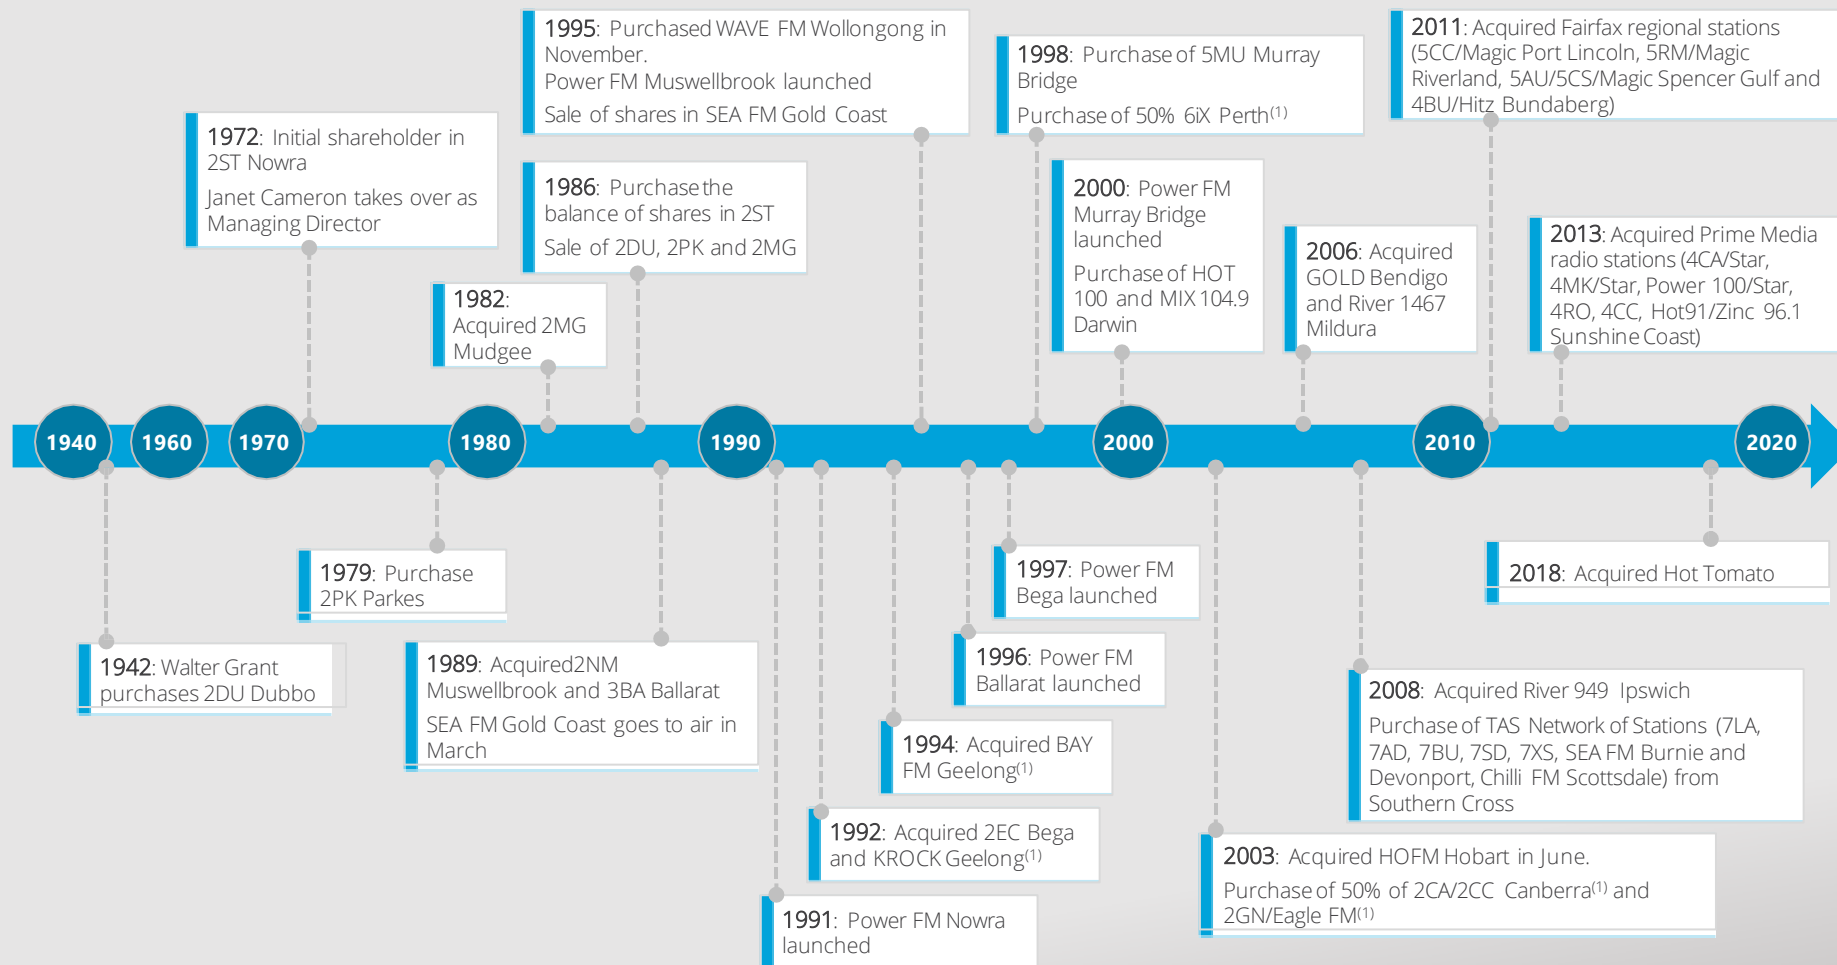 1995: Purchased WAVE FM Wollongong in
November.
Power FM Muswellbrook launched
Sale of shares in SEA FM Gold Coast
1998: Purchase of 5MU Murray
Bridge
Purchase of 50% 6iX Perth(1)
2011: Acquired Fairfax regional stations
(5CC/Magic Port Lincoln, 5RM/Magic
Riverland, 5AU/5CS/Magic Spencer Gulf and
4BU/Hitz Bundaberg)
1972: Initial shareholder in
2ST Nowra
Janet Cameron takes over as
Managing Director
1986: Purchase the
balance of shares in 2ST
Sale of 2DU, 2PK and 2MG
2000: Power FM
Murray Bridge
launched
Purchase of HOT
100 and MIX 104.9
Darwin
2006: Acquired
GOLD Bendigo
and River 1467
Mildura
2013: Acquired Prime Media
radio stations (4CA/Star,
4MK/Star, Power 100/Star,
4RO, 4CC, Hot91/Zinc 96.1
Sunshine Coast)
1982:
Acquired 2MG
Mudgee
1940
1960
1970
1980
1990
2000
2010
2020
1979: Purchase
2PK Parkes
1997: Power FM
Bega launched
2018: Acquired Hot Tomato
1942: Walter Grant
purchases 2DU Dubbo
1989: Acquired 2NM
Muswellbrook and 3BA Ballarat
SEA FM Gold Coast goes to air in
March
1996: Power FM
Ballarat launched
2008: Acquired River 949 Ipswich
Purchase of TAS Network of Stations (7LA,
7AD, 7BU, 7SD, 7XS, SEA FM Burnie and
Devonport, Chilli FM Scottsdale) from
Southern Cross
1994: Acquired BAY
FM Geelong(1)
1992: Acquired 2EC Bega
and KROCK Geelong(1)
2003: Acquired HOFM Hobart in June.
Purchase of 50% of 2CA/2CC Canberra(1) and
2GN/Eagle FM(1)
1991: Power FM Nowra
launched